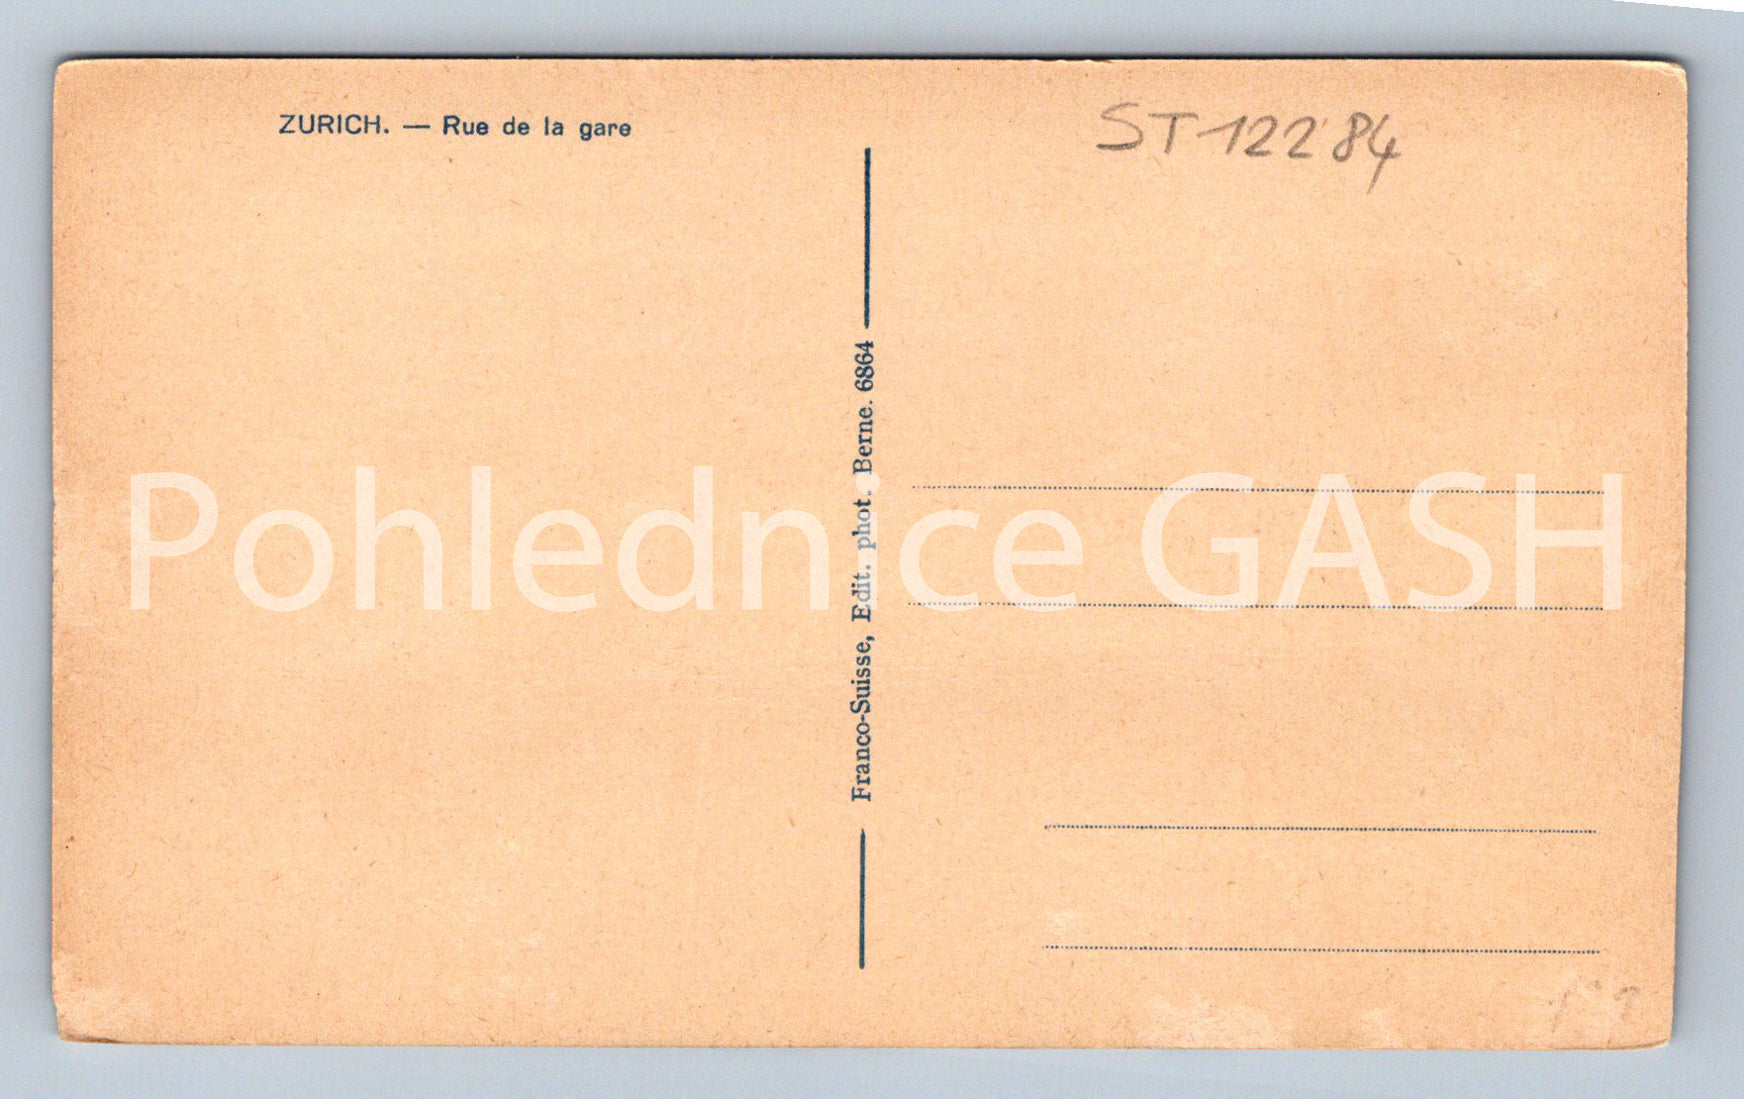 ZURICH. — Rue de la gare
ST 12284
Franco-Suisse, Edit. phot. Berne. 6864
Pohlednice GASH